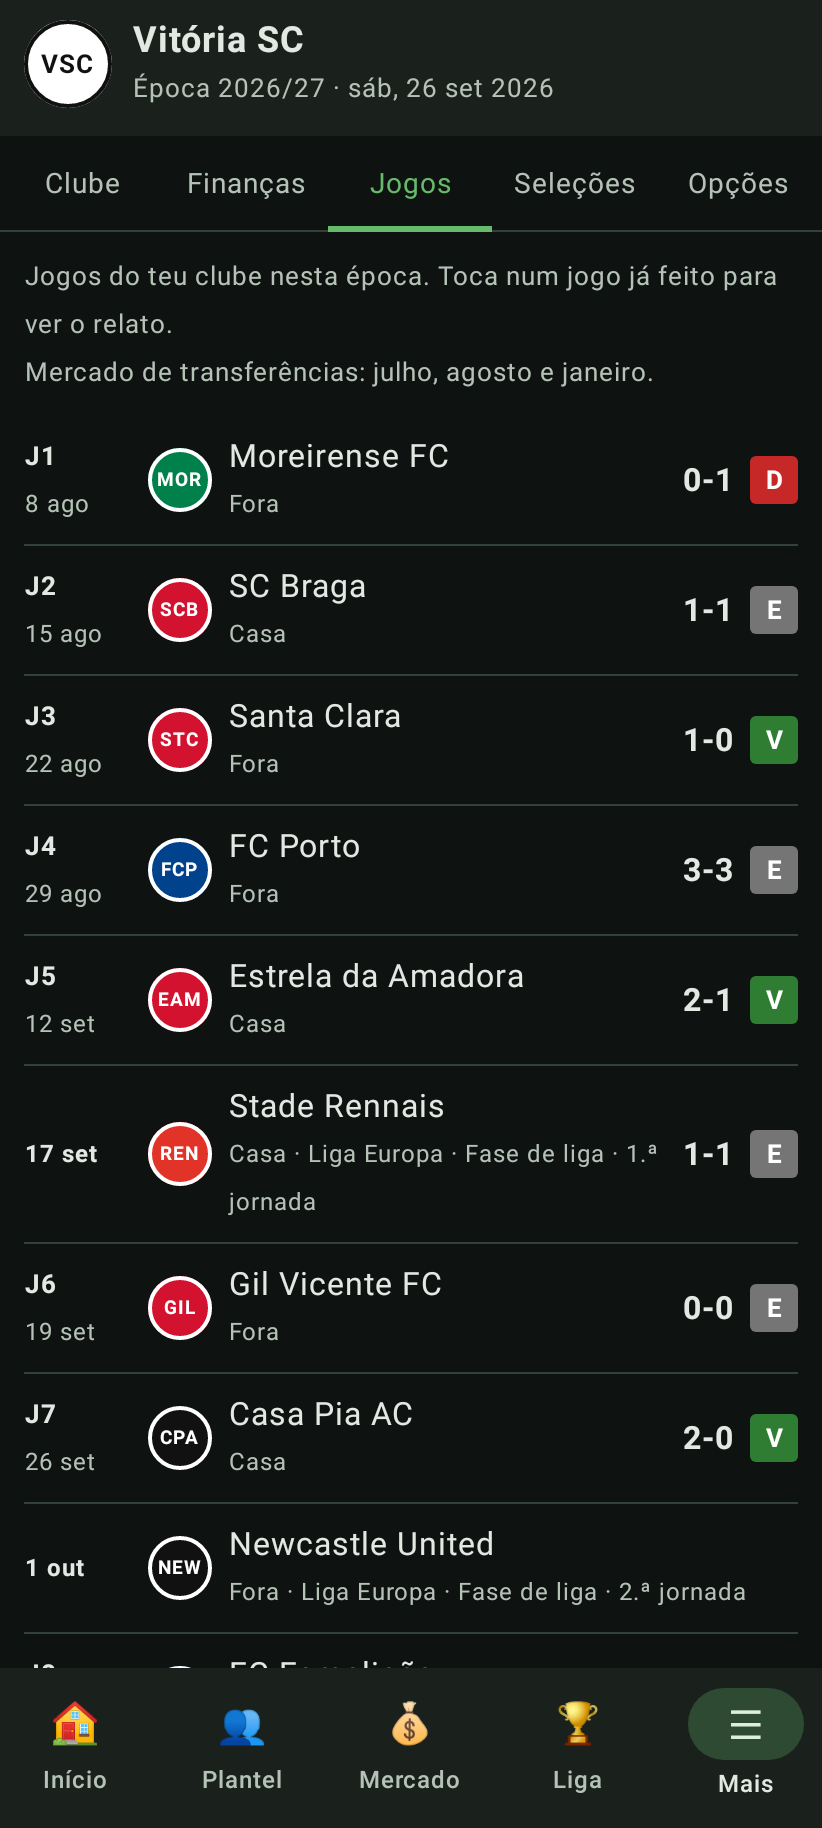 VSC
Vitória SC
Época 2026/27 · sáb, 26 set 2026
Clube Finanças Jogos Seleções Opções
Jogos do teu clube nesta época. Toca num jogo já feito para
ver o relato.
Mercado de transferências: julho, agosto e janeiro.
J1 MOR Moreirense FC 0-1 D
8 ago Fora
J2 SCB SC Braga 1-1 E
15 ago Casa
J3 STC Santa Clara 1-0 V
22 ago Fora
J4 FCP FC Porto 3-3 E
29 ago Fora
J5 EAM Estrela da Amadora 2-1 V
12 set Casa
Stade Rennais
17 set REN Casa · Liga Europa · Fase de liga · 1.ª 1-1 E
jornada
J6 GIL Gil Vicente FC 0-0 E
19 set Fora
J7 CPA Casa Pia AC 2-0 V
26 set Casa
1 out NEW Newcastle United
Fora · Liga Europa · Fase de liga · 2.ª jornada
Início Plantel Mercado Liga Mais